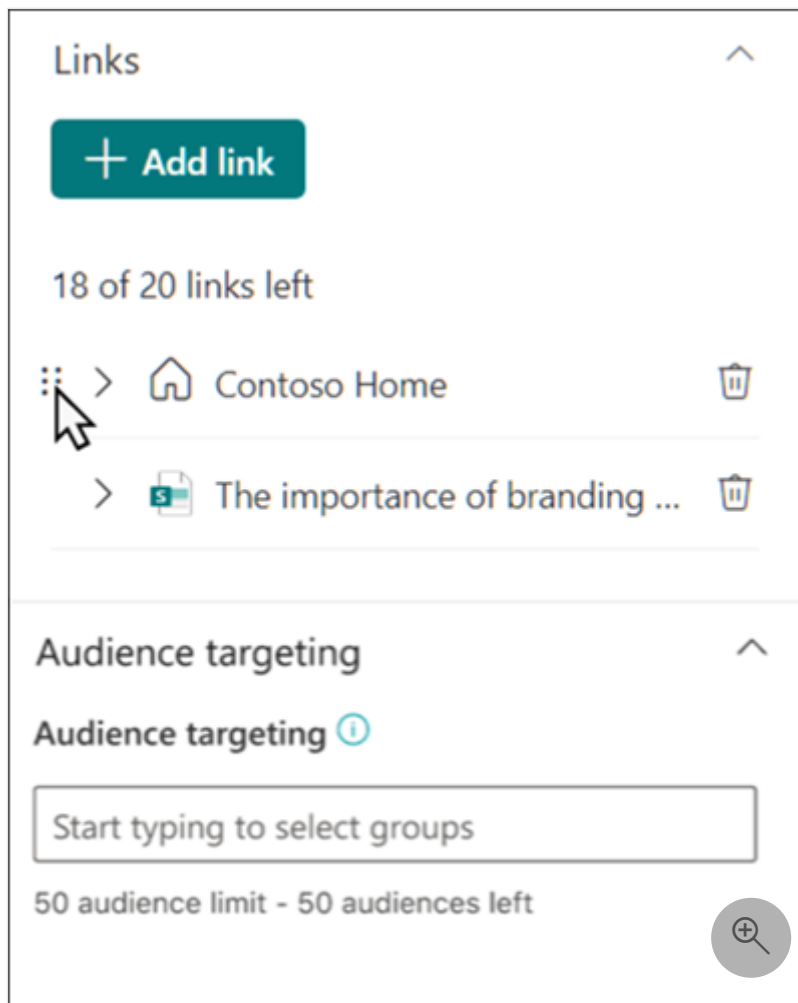 Links
Add link
18 of 20 links left
Contoso Home
S
The importance of branding ...
Audience targeting
Audience targeting
Start typing to select groups
50 audience limit - 50 audiences left